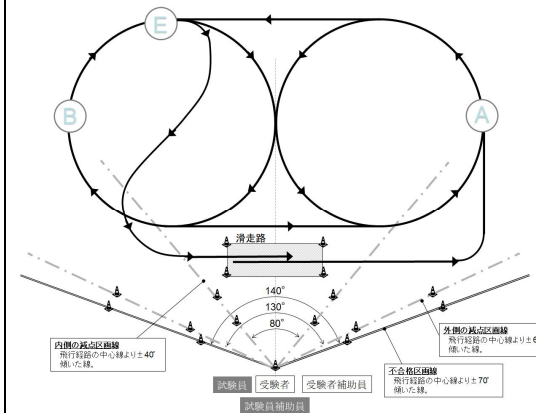 E
B
A
滑走路
140°
130°
80°
内側の減点区画線
飛行経路の中心線より±40°
傾いた線。
外側の減点区画線
飛行経路の中心線より±6
傾いた線。
不合格区画線
飛行経路の中心線より±70°
傾いた線。
試験員
受験者
受験者補助員
試験員補助員